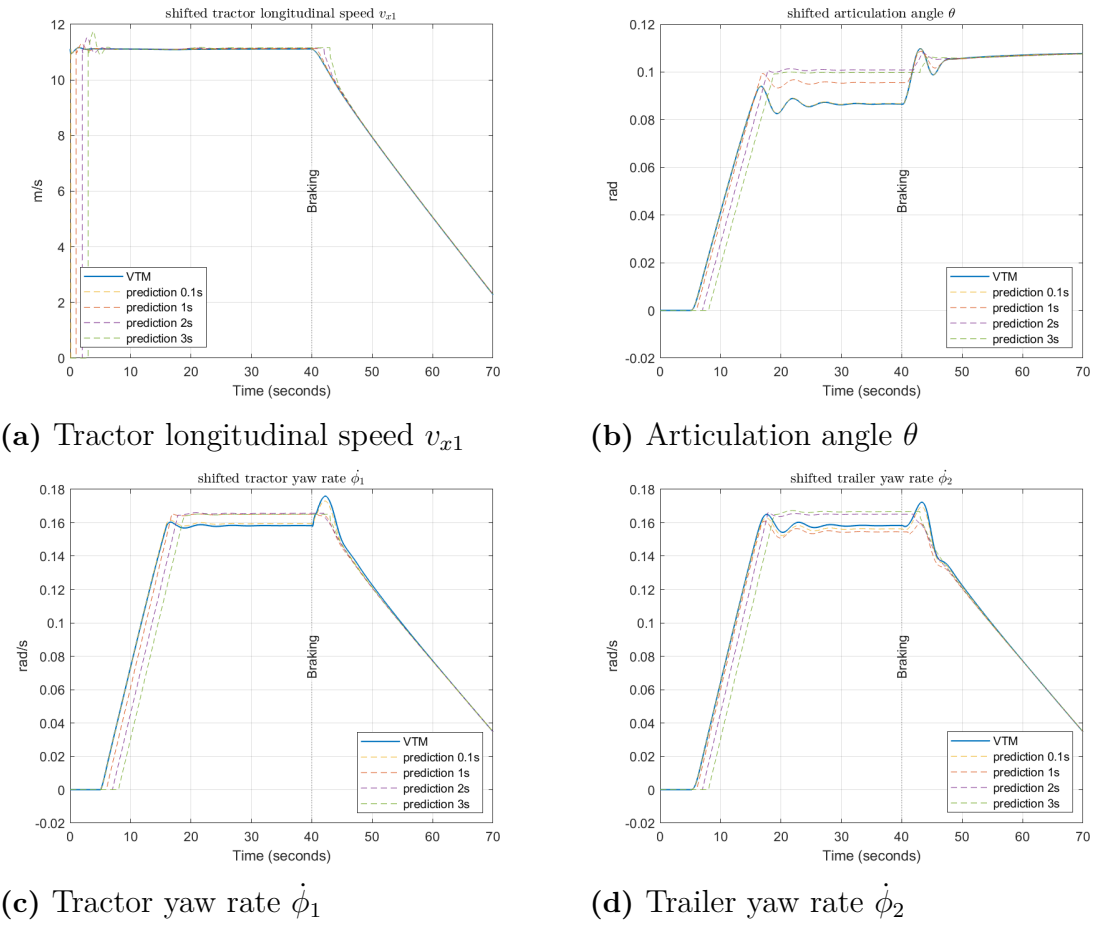 shifted tractor longitudinal speed v_{x1}
12
10
8
6
4
2
0
m/s
Braking
VTM
prediction 0.1s
prediction 1s
prediction 2s
prediction 3s
0 10 20 30 40 50 60 70
Time (seconds)
(a) Tractor longitudinal speed v_{x1}
shifted articulation angle θ
0.12
0.1
0.08
0.06
0.04
0.02
0
-0.02
rad
Braking
VTM
prediction 0.1s
prediction 1s
prediction 2s
prediction 3s
0 10 20 30 40 50 60 70
Time (seconds)
(b) Articulation angle θ
shifted tractor yaw rate \dot{ϕ}_1
0.18
0.16
0.14
0.12
0.1
0.08
0.06
0.04
0.02
0
-0.02
rad/s
Braking
VTM
prediction 0.1s
prediction 1s
prediction 2s
prediction 3s
0 10 20 30 40 50 60 70
Time (seconds)
(c) Tractor yaw rate \dot{ϕ}_1
shifted trailer yaw rate \dot{ϕ}_2
0.18
0.16
0.14
0.12
0.1
0.08
0.06
0.04
0.02
0
-0.02
rad/s
Braking
VTM
prediction 0.1s
prediction 1s
prediction 2s
prediction 3s
0 10 20 30 40 50 60 70
Time (seconds)
(d) Trailer yaw rate \dot{ϕ}_2